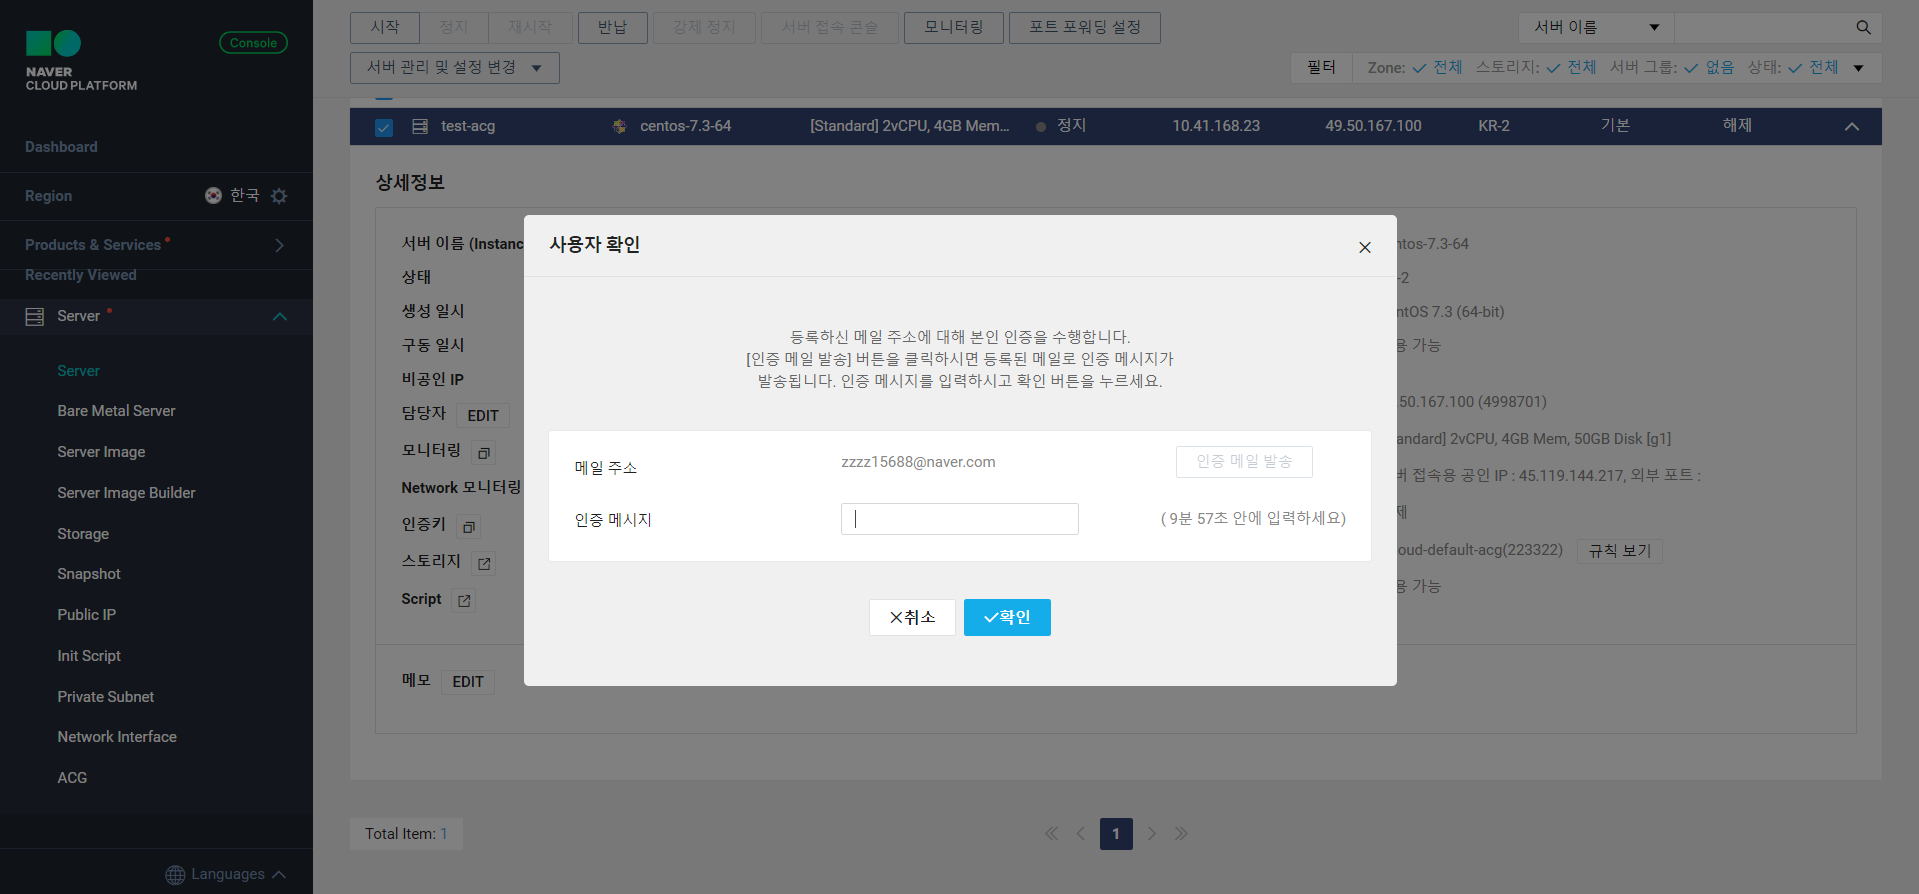 NAVER
CLOUD PLATFORM
Console
Dashboard
Region 한국
Products & Services
Recently Viewed
Server
Server
Bare Metal Server
Server Image
Server Image Builder
Storage
Snapshot
Public IP
Init Script
Private Subnet
Network Interface
ACG
Languages
시작 정지 재시작 반납 강제 정지 서버 접속 콘솔 모니터링 포트 포워딩 설정
서버 이름
서버 관리 및 설정 변경
필터 Zone: 전체 스토리지: 전체 서버 그룹: 없음 상태: 전체
test-acg centos-7.3-64 [Standard] 2vCPU, 4GB Mem... 정지 10.41.168.23 49.50.167.100 KR-2 기본 해제
상세정보
서버 이름 (Instanc
ntos-7.3-64
상태
-2
생성 일시
ntOS 7.3 (64-bit)
구동 일시
용 가능
비공인 IP
담당자 EDIT
.50.167.100 (4998701)
모니터링
andard] 2vCPU, 4GB Mem, 50GB Disk [g1]
Network 모니터링
버 접속용 공인 IP : 45.119.144.217, 외부 포트 :
인증키
제
스토리지
oud-default-acg(223322) 규칙 보기
Script
용 가능
메모 EDIT
사용자 확인
등록하신 메일 주소에 대해 본인 인증을 수행합니다.
[인증 메일 발송] 버튼을 클릭하시면 등록된 메일로 인증 메시지가
발송됩니다. 인증 메시지를 입력하시고 확인 버튼을 누르세요.
메일 주소 zzzz15688@naver.com 인증 메일 발송
인증 메시지 ( 9분 57초 안에 입력하세요)
취소 확인
Total Item: 1
1